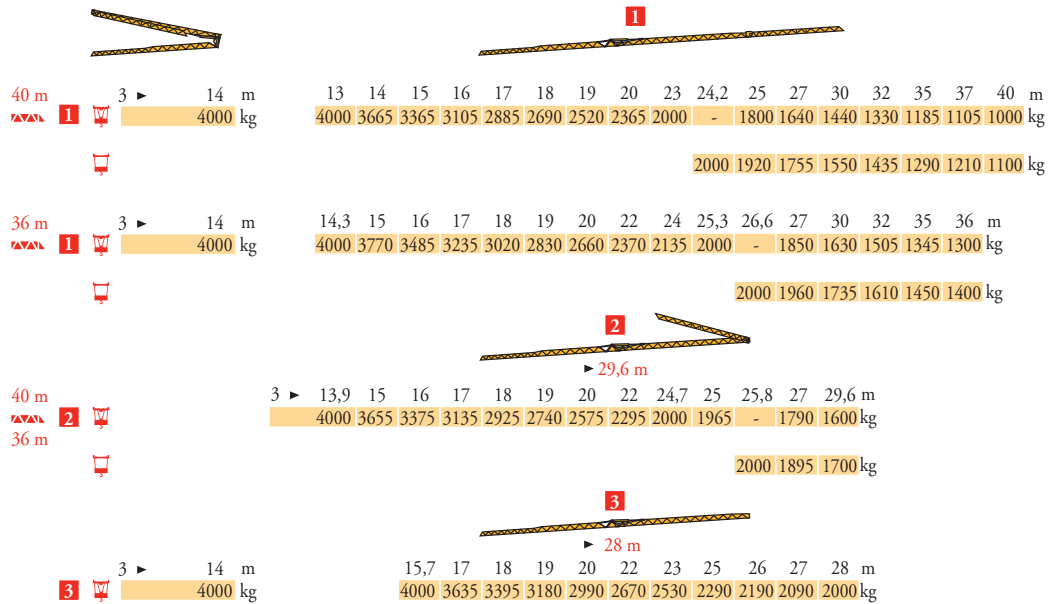 1
40 m 3 ► 14 m 13 14 15 16 17 18 19 20 23 24,2 25 27 30 32 35 37 40 m
1 4000 kg 4000 3665 3365 3105 2885 2690 2520 2365 2000 - 1800 1640 1440 1330 1185 1105 1000 kg
2000 1920 1755 1550 1435 1290 1210 1100 kg
36 m 3 ► 14 m 14,3 15 16 17 18 19 20 22 24 25,3 26,6 27 30 32 35 36 m
1 4000 kg 4000 3770 3485 3235 3020 2830 2660 2370 2135 2000 - 1850 1630 1505 1345 1300 kg
2000 1960 1735 1610 1450 1400 kg
2
► 29,6 m
40 m 3 ► 13,9 15 16 17 18 19 20 22 24,7 25 25,8 27 29,6 m
2 4000 3655 3375 3135 2925 2740 2575 2295 2000 1965 - 1790 1600 kg
36 m
2000 1895 1700 kg
3
► 28 m
3 ► 14 m 15,7 17 18 19 20 22 23 25 26 27 28 m
3 4000 kg 4000 3635 3395 3180 2990 2670 2530 2290 2190 2090 2000 kg